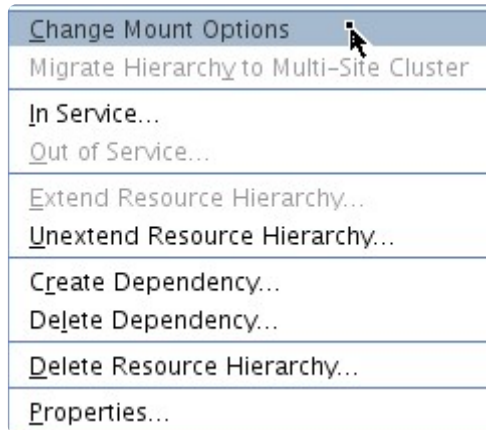 Change Mount Options
Migrate Hierarchy to Multi-Site Cluster
In Service...
Out of Service...
Extend Resource Hierarchy...
Unextend Resource Hierarchy...
Create Dependency...
Delete Dependency...
Delete Resource Hierarchy...
Properties...